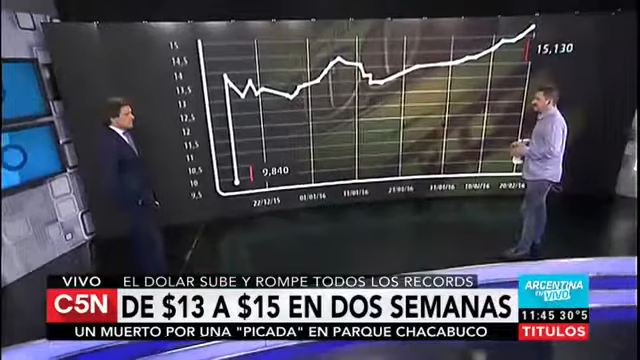 15
14,5
14
13,5
13
12,5
12
11,5
11
10,5
10
9,5
15,130
9,840
22/12/15
01/01/16
11/01/16
21/01/16
31/01/16
10/02/16
20/02/16
VIVO
EL DOLAR SUBE Y ROMPE TODOS LOS RECORDS
C5N
DE $13 A $15 EN DOS SEMANAS
UN MUERTO POR UNA "PICADA" EN PARQUE CHACABUCO
ARGENTINA
TV VIVO
11:45 30°5
TITULOS